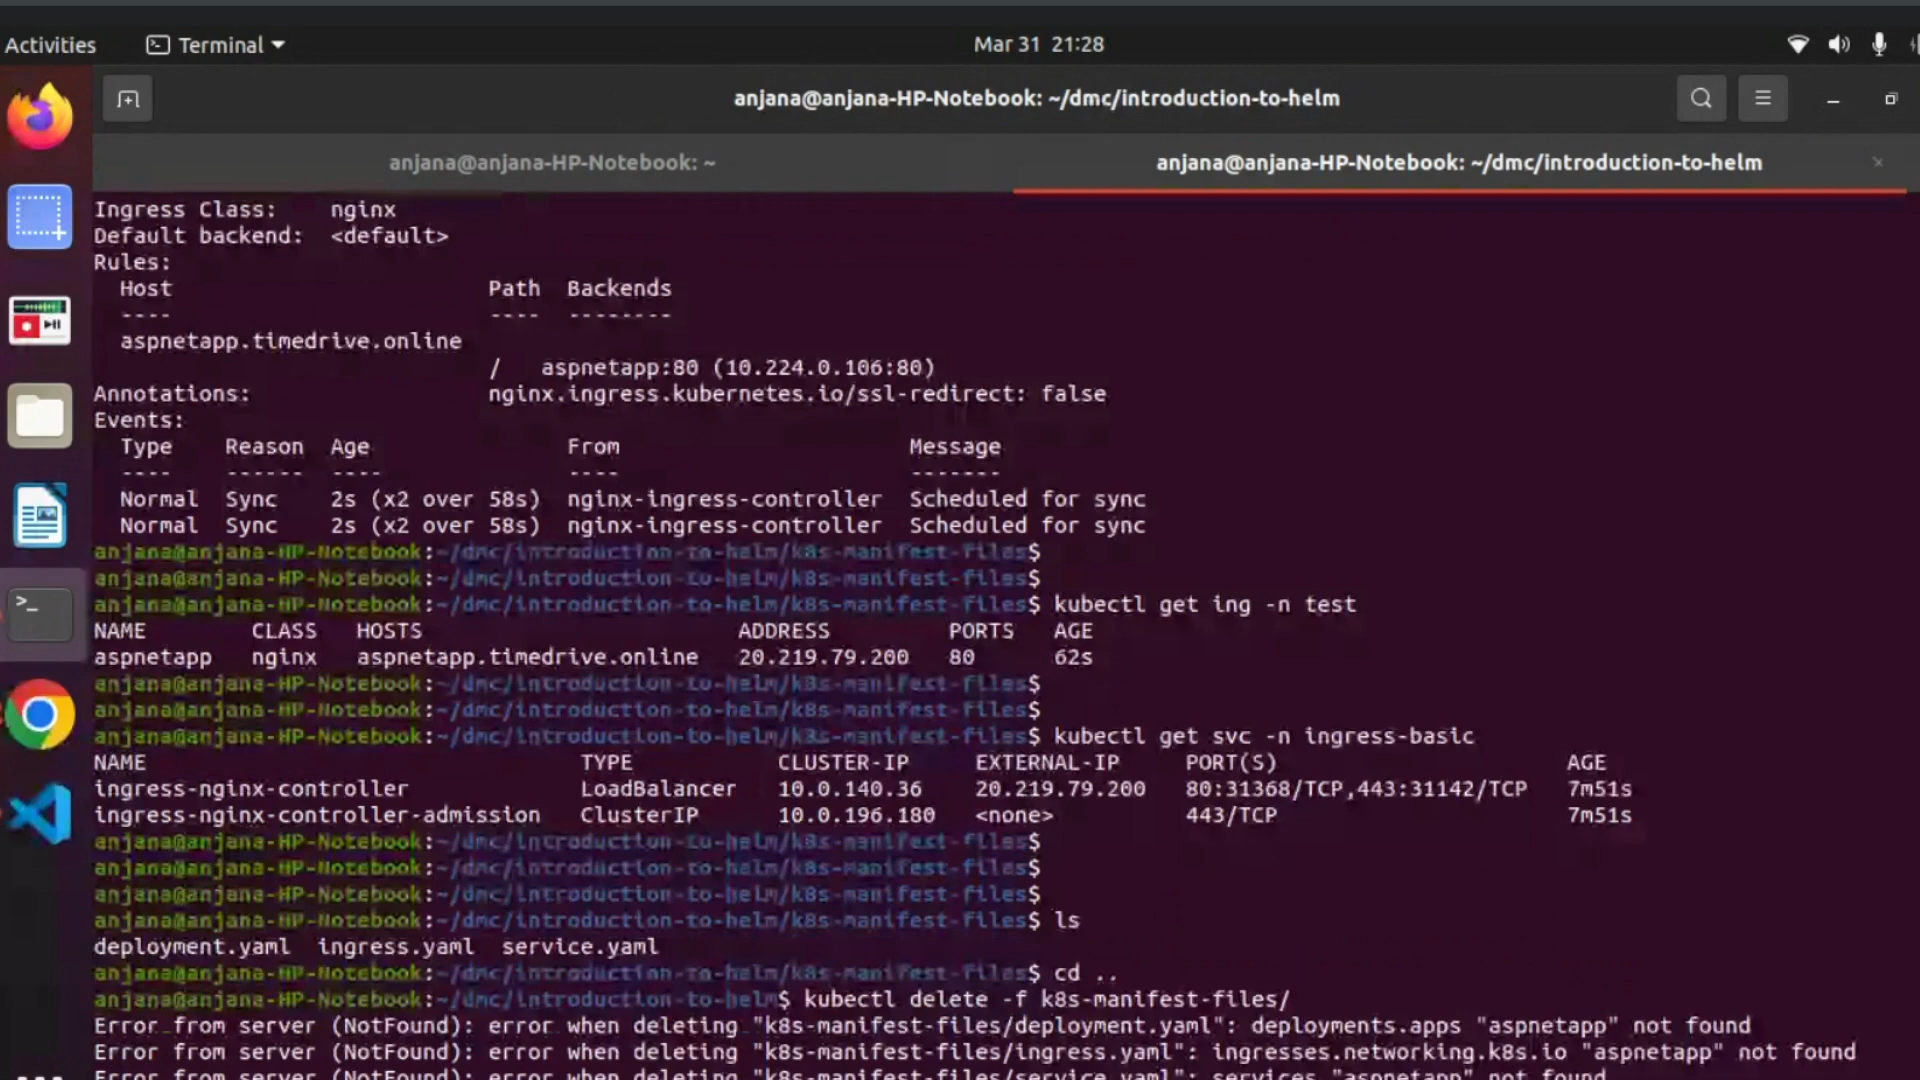 Activities Terminal Mar 31 21:28
anjana@anjana-HP-Notebook: ~/dmc/introduction-to-helm
anjana@anjana-HP-Notebook: ~ anjana@anjana-HP-Notebook: ~/dmc/introduction-to-helm ×
Ingress Class: nginx
Default backend: <default>
Rules:
Host Path Backends
---- ---- --------
aspnetapp.timedrive.online
/ aspnetapp:80 (10.224.0.106:80)
Annotations: nginx.ingress.kubernetes.io/ssl-redirect: false
Events:
Type Reason Age From Message
---- ------ ---- ---- -------
Normal Sync 2s (x2 over 58s) nginx-ingress-controller Scheduled for sync
Normal Sync 2s (x2 over 58s) nginx-ingress-controller Scheduled for sync
anjana@anjana-HP-Notebook:~/dmc/introduction-to-helm/k8s-manifest-files$
anjana@anjana-HP-Notebook:~/dmc/introduction-to-helm/k8s-manifest-files$
anjana@anjana-HP-Notebook:~/dmc/introduction-to-helm/k8s-manifest-files$ kubectl get ing -n test
NAME CLASS HOSTS ADDRESS PORTS AGE
aspnetapp nginx aspnetapp.timedrive.online 20.219.79.200 80 62s
anjana@anjana-HP-Notebook:~/dmc/introduction-to-helm/k8s-manifest-files$
anjana@anjana-HP-Notebook:~/dmc/introduction-to-helm/k8s-manifest-files$
anjana@anjana-HP-Notebook:~/dmc/introduction-to-helm/k8s-manifest-files$ kubectl get svc -n ingress-basic
NAME TYPE CLUSTER-IP EXTERNAL-IP PORT(S) AGE
ingress-nginx-controller LoadBalancer 10.0.140.36 20.219.79.200 80:31368/TCP,443:31142/TCP 7m51s
ingress-nginx-controller-admission ClusterIP 10.0.196.180 <none> 443/TCP 7m51s
anjana@anjana-HP-Notebook:~/dmc/introduction-to-helm/k8s-manifest-files$
anjana@anjana-HP-Notebook:~/dmc/introduction-to-helm/k8s-manifest-files$
anjana@anjana-HP-Notebook:~/dmc/introduction-to-helm/k8s-manifest-files$
anjana@anjana-HP-Notebook:~/dmc/introduction-to-helm/k8s-manifest-files$ ls
deployment.yaml ingress.yaml service.yaml
anjana@anjana-HP-Notebook:~/dmc/introduction-to-helm/k8s-manifest-files$ cd ..
anjana@anjana-HP-Notebook:~/dmc/introduction-to-helm$ kubectl delete -f k8s-manifest-files/
Error from server (NotFound): error when deleting "k8s-manifest-files/deployment.yaml": deployments.apps "aspnetapp" not found
Error from server (NotFound): error when deleting "k8s-manifest-files/ingress.yaml": ingresses.networking.k8s.io "aspnetapp" not found
Error from server (NotFound): error when deleting "k8s-manifest-files/service.yaml": services "aspnetapp" not found